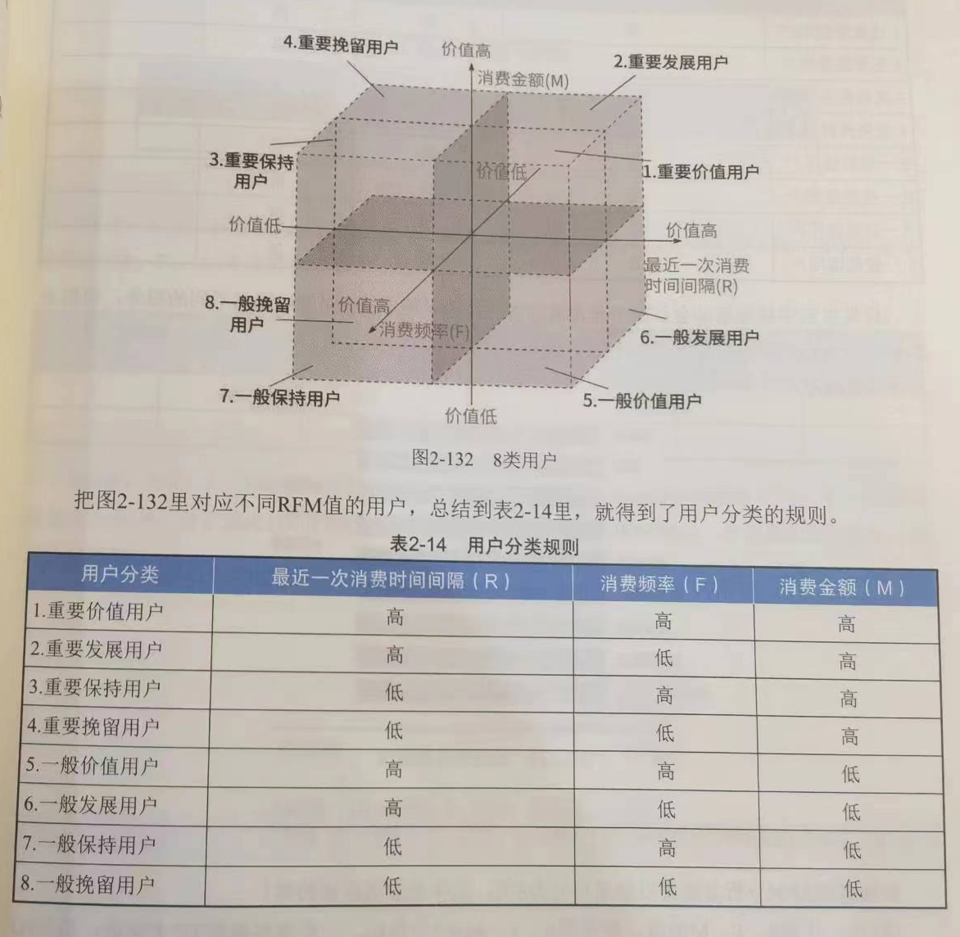 4.重要挽留用户
价值高
消费金额(M)
2.重要发展用户
3.重要保持
用户
价值低
1.重要价值用户
价值低
价值高
最近一次消费
时间间隔(R)
8.一般挽留
用户
价值高
消费频率(F)
6.一般发展用户
7.一般保持用户
价值低
5.一般价值用户
图2-132 8类用户
把图2-132里对应不同RFM值的用户，总结到表2-14里，就得到了用户分类的规则。
表2-14 用户分类规则
用户分类 最近一次消费时间间隔（R） 消费频率（F） 消费金额（M）
1.重要价值用户 高 高 高
2.重要发展用户 高 低 高
3.重要保持用户 低 高 高
4.重要挽留用户 低 低 高
5.一般价值用户 高 高 低
6.一般发展用户 高 低 低
7.一般保持用户 低 高 低
8.一般挽留用户 低 低 低